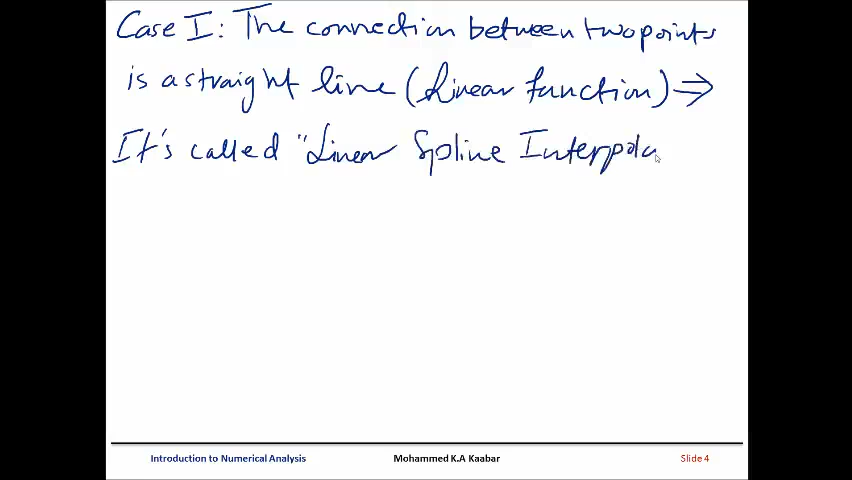 Case I: The connection between two points
is a straight line (Linear function) ⇒
It's called "Linear Spline Interpola
Introduction to Numerical Analysis Mohammed K.A Kaabar Slide 4